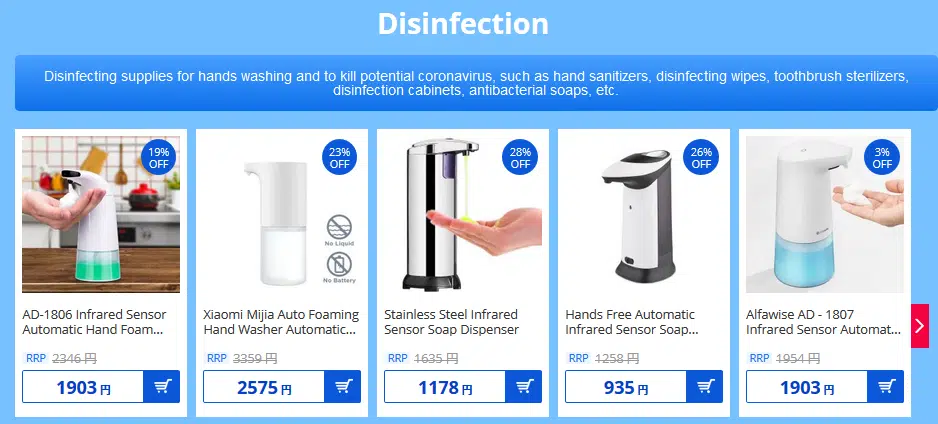 Disinfection
Disinfecting supplies for hands washing and to kill potential coronavirus, such as hand sanitizers, disinfecting wipes, toothbrush sterilizers,
disinfection cabinets, antibacterial soaps, etc.
19%
OFF
AD-1806 Infrared Sensor
Automatic Hand Foam...
RRP 2346 円
1903 円
23%
OFF
No Liquid
No Battery
Xiaomi Mijia Auto Foaming
Hand Washer Automatic...
RRP 3359 円
2575 円
28%
OFF
Stainless Steel Infrared
Sensor Soap Dispenser
RRP 1635 円
1178 円
26%
OFF
Hands Free Automatic
Infrared Sensor Soap...
RRP 1258 円
935 円
3%
OFF
Alfawise AD - 1807
Infrared Sensor Automat...
RRP 1954 円
1903 円